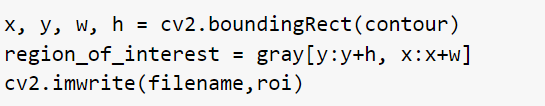 x, y, w, h = cv2.boundingRect(contour)
region_of_interest = gray[y:y+h, x:x+w]
cv2.imwrite(filename,roi)